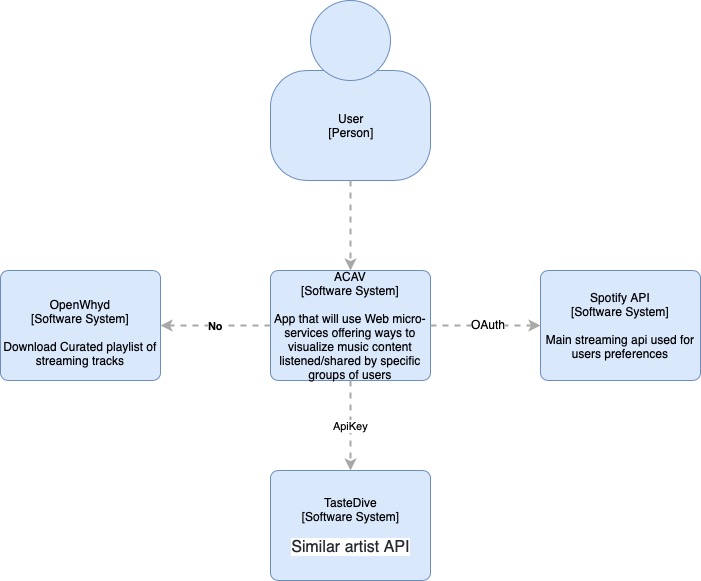 User
[Person]
ACAV
[Software System]
App that will use Web micro-
services offering ways to
visualize music content
listened/shared by specific
groups of users
OpenWhyd
[Software System]
Download Curated playlist of
streaming tracks
No
OAuth
Spotify API
[Software System]
Main streaming api used for
users preferences
ApiKey
TasteDive
[Software System]
Similar artist API